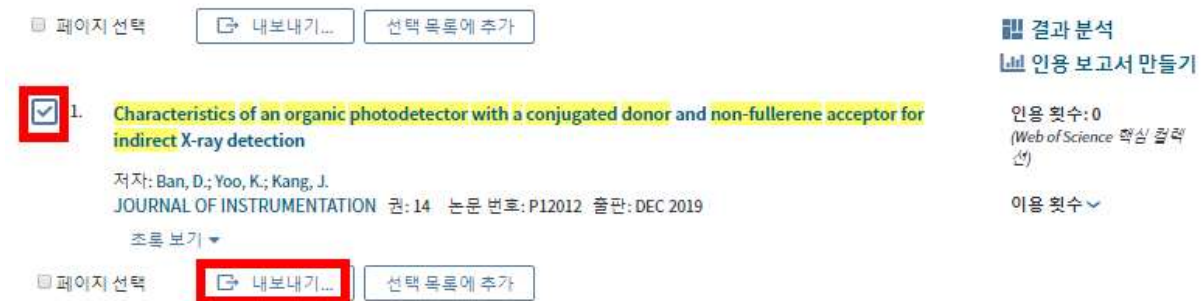 페이지 선택 내보내기... 선택 목록에 추가
결과 분석
인용 보고서 만들기
1. Characteristics of an organic photodetector with a conjugated donor and non-fullerene acceptor for
indirect X-ray detection
저자: Ban, D.; Yoo, K.; Kang, J.
JOURNAL OF INSTRUMENTATION 권: 14 논문 번호: P12012 출판: DEC 2019
초록 보기
인용 횟수: 0
(Web of Science 핵심 컬렉
션)
이용 횟수
페이지 선택 내보내기... 선택 목록에 추가